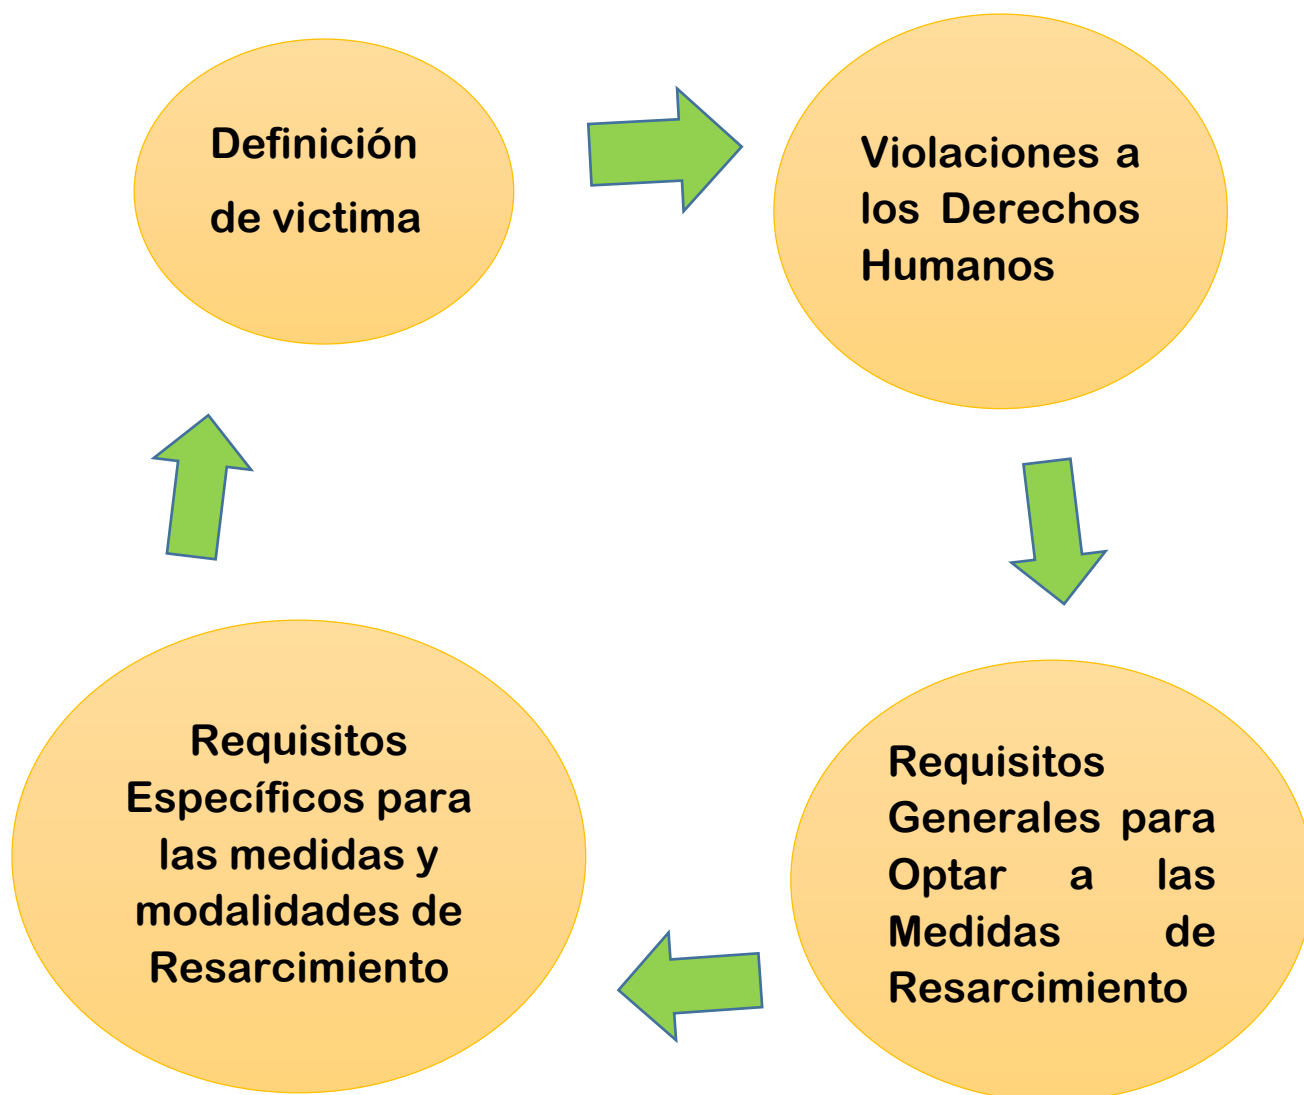 Definición
de victima
Violaciones a
los Derechos
Humanos
Requisitos
Generales para
Optar a las
Medidas de
Resarcimiento
Requisitos
Específicos para
las medidas y
modalidades de
Resarcimiento